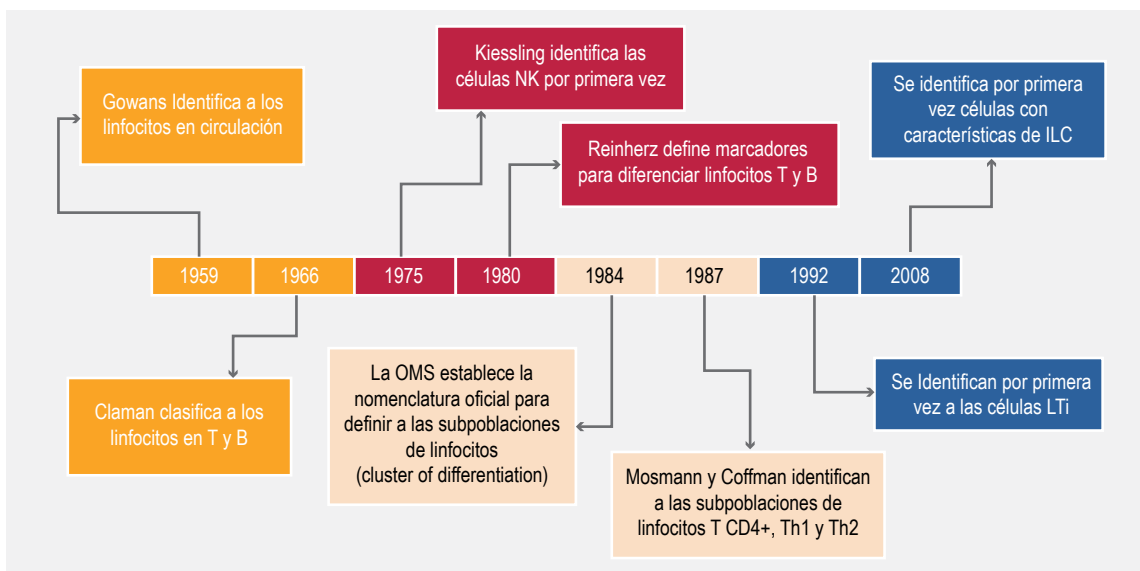 Kiessling identifica las
células NK por primera vez
Gowans Identifica a los
linfocitos en circulación
Se identifica por primera
vez células con
características de ILC
Reinherz define marcadores
para diferenciar linfocitos T y B
1959 1966 1975 1980 1984 1987 1992 2008
La OMS establece la
nomenclatura oficial para
definir a las subpoblaciones
de linfocitos
(cluster of differentiation)
Se Identifican por primera
vez a las células LTi
Claman clasifica a los
linfocitos en T y B
Mosmann y Coffman identifican
a las subpoblaciones de
linfocitos T CD4+, Th1 y Th2